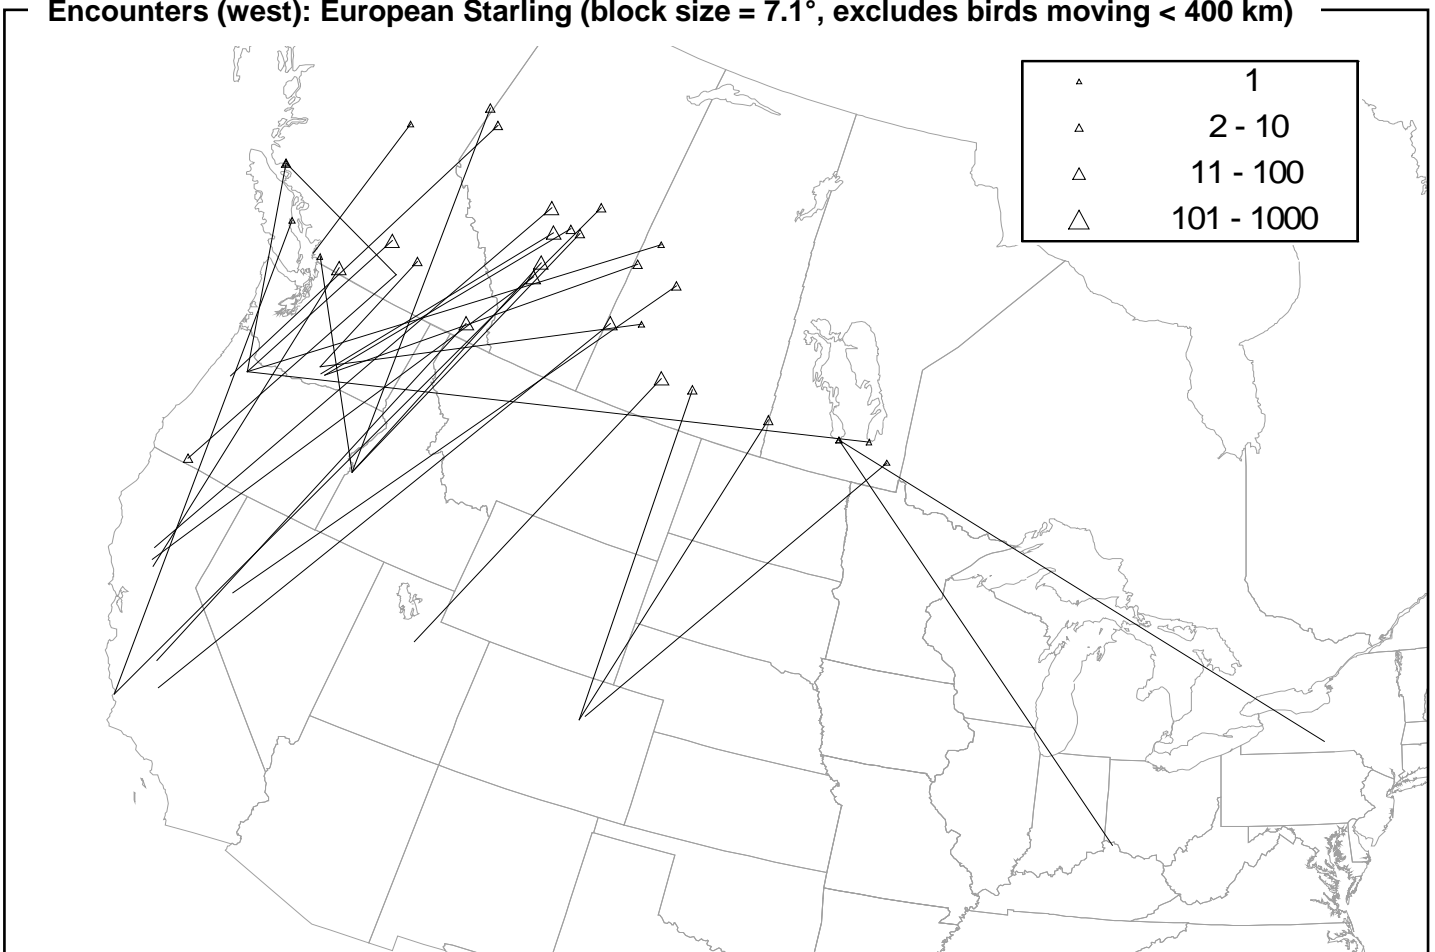 Encounters (west): European Starling (block size = 7.1°, excludes birds moving < 400 km)
1
2 - 10
11 - 100
101 - 1000